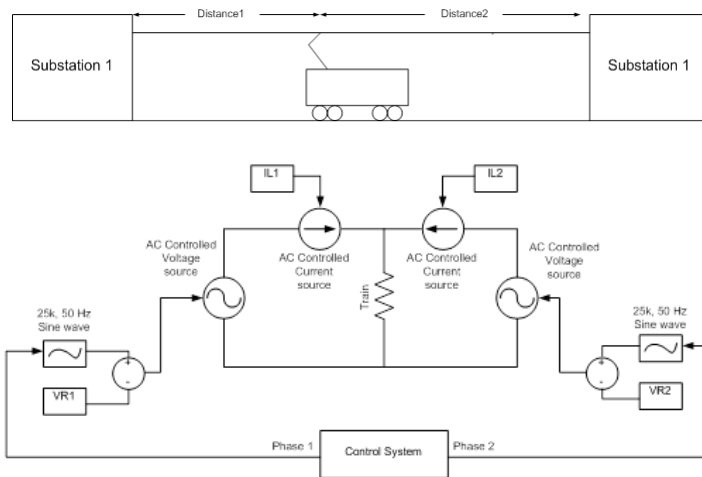 Distance1
Distance2
Substation 1
Substation 1
IL1
IL2
AC Controlled
Voltage
source
AC Controlled
Current
source
AC Controlled
Current
source
AC Controlled
Voltage
source
Train
25k, 50 Hz
Sine wave
25k, 50 Hz
Sine wave
+
-
+
-
VR1
VR2
Phase 1
Control System
Phase 2